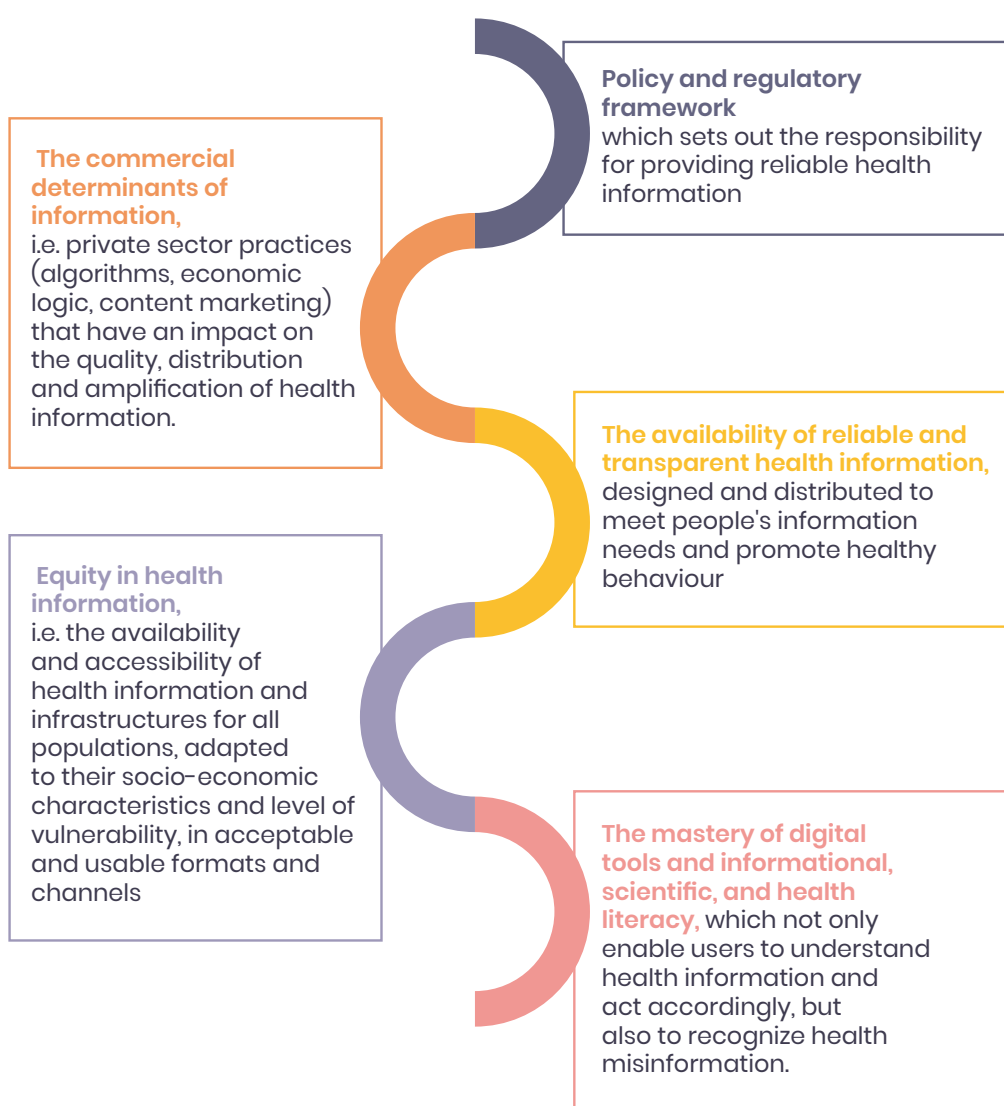 Policy and regulatory
framework
which sets out the responsibility
for providing reliable health
information
The commercial
determinants of
information,
i.e. private sector practices
(algorithms, economic
logic, content marketing)
that have an impact on
the quality, distribution
and amplification of health
information.
The availability of reliable and
transparent health information,
designed and distributed to
meet people's information
needs and promote healthy
behaviour
Equity in health
information,
i.e. the availability
and accessibility of
health information and
infrastructures for all
populations, adapted
to their socio-economic
characteristics and level of
vulnerability, in acceptable
and usable formats and
channels
The mastery of digital
tools and informational,
scientific, and health
literacy, which not only
enable users to understand
health information and
act accordingly, but
also to recognize health
misinformation.